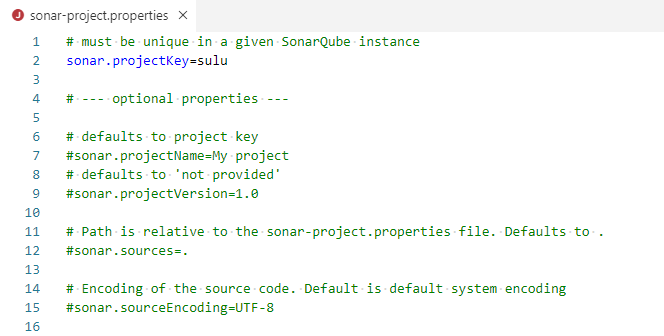 sonar-project.properties
1 # must be unique in a given SonarQube instance
2 sonar.projectKey=sulu
3
4 # --- optional properties ---
5
6 # defaults to project key
7 #sonar.projectName=My project
8 # defaults to 'not provided'
9 #sonar.projectVersion=1.0
10
11 # Path is relative to the sonar-project.properties file. Defaults to .
12 #sonar.sources=.
13
14 # Encoding of the source code. Default is default system encoding
15 #sonar.sourceEncoding=UTF-8
16